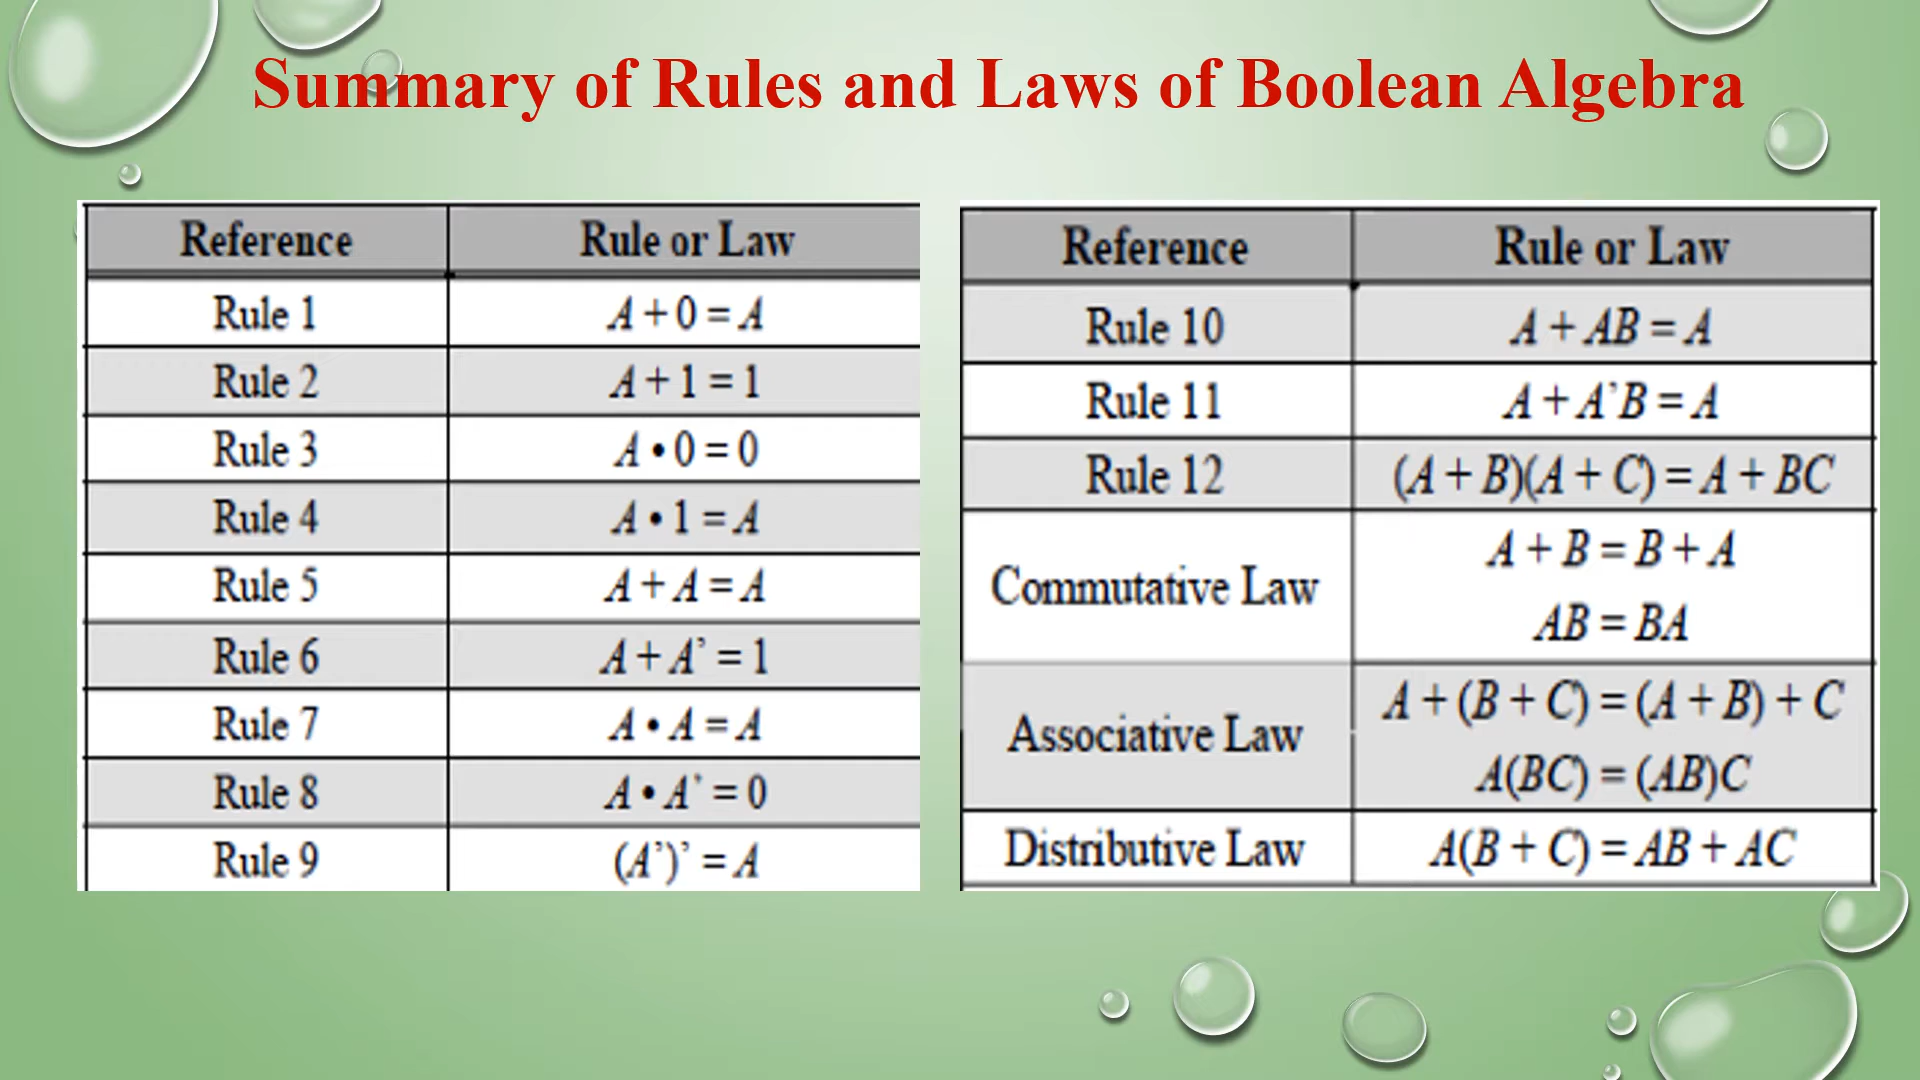 Summary of Rules and Laws of Boolean Algebra
Reference Rule or Law
Rule 1 A + 0 = A
Rule 2 A + 1 = 1
Rule 3 A • 0 = 0
Rule 4 A • 1 = A
Rule 5 A + A = A
Rule 6 A + A’ = 1
Rule 7 A • A = A
Rule 8 A • A’ = 0
Rule 9 (A’)’ = A
Reference Rule or Law
Rule 10 A + AB = A
Rule 11 A + A’B = A
Rule 12 (A + B)(A + C) = A + BC
Commutative Law A + B = B + A
AB = BA
Associative Law A + (B + C) = (A + B) + C
A(BC) = (AB)C
Distributive Law A(B + C) = AB + AC